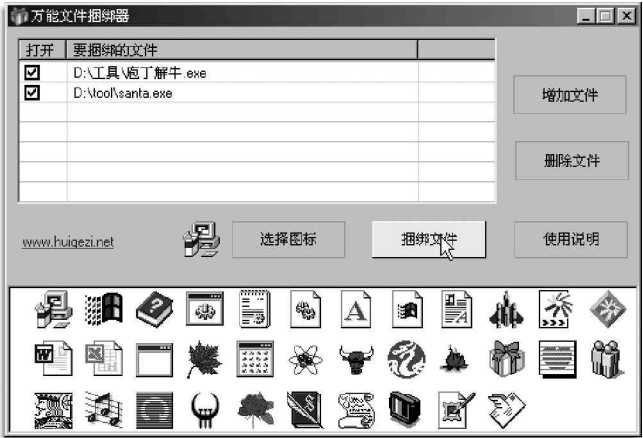 万能文件捆绑器
打开 要捆绑的文件
D:\工具\庖丁解牛.exe
D:\tool\santa.exe
增加文件
删除文件
www.huigezi.net
选择图标
捆绑文件
使用说明